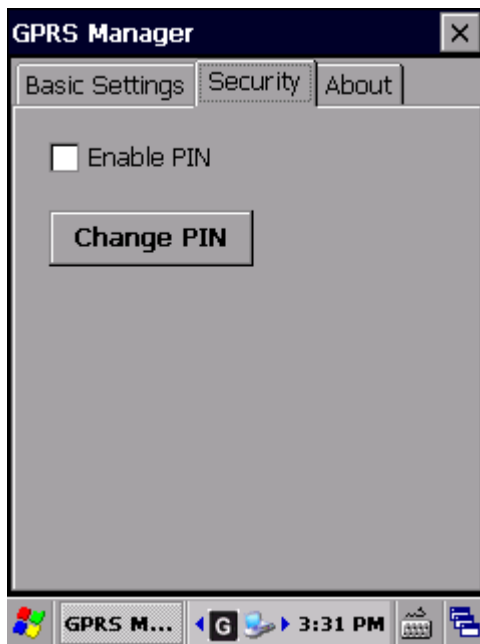 GPRS Manager
Basic Settings Security About
Enable PIN
Change PIN
GPRS M... G 3:31 PM